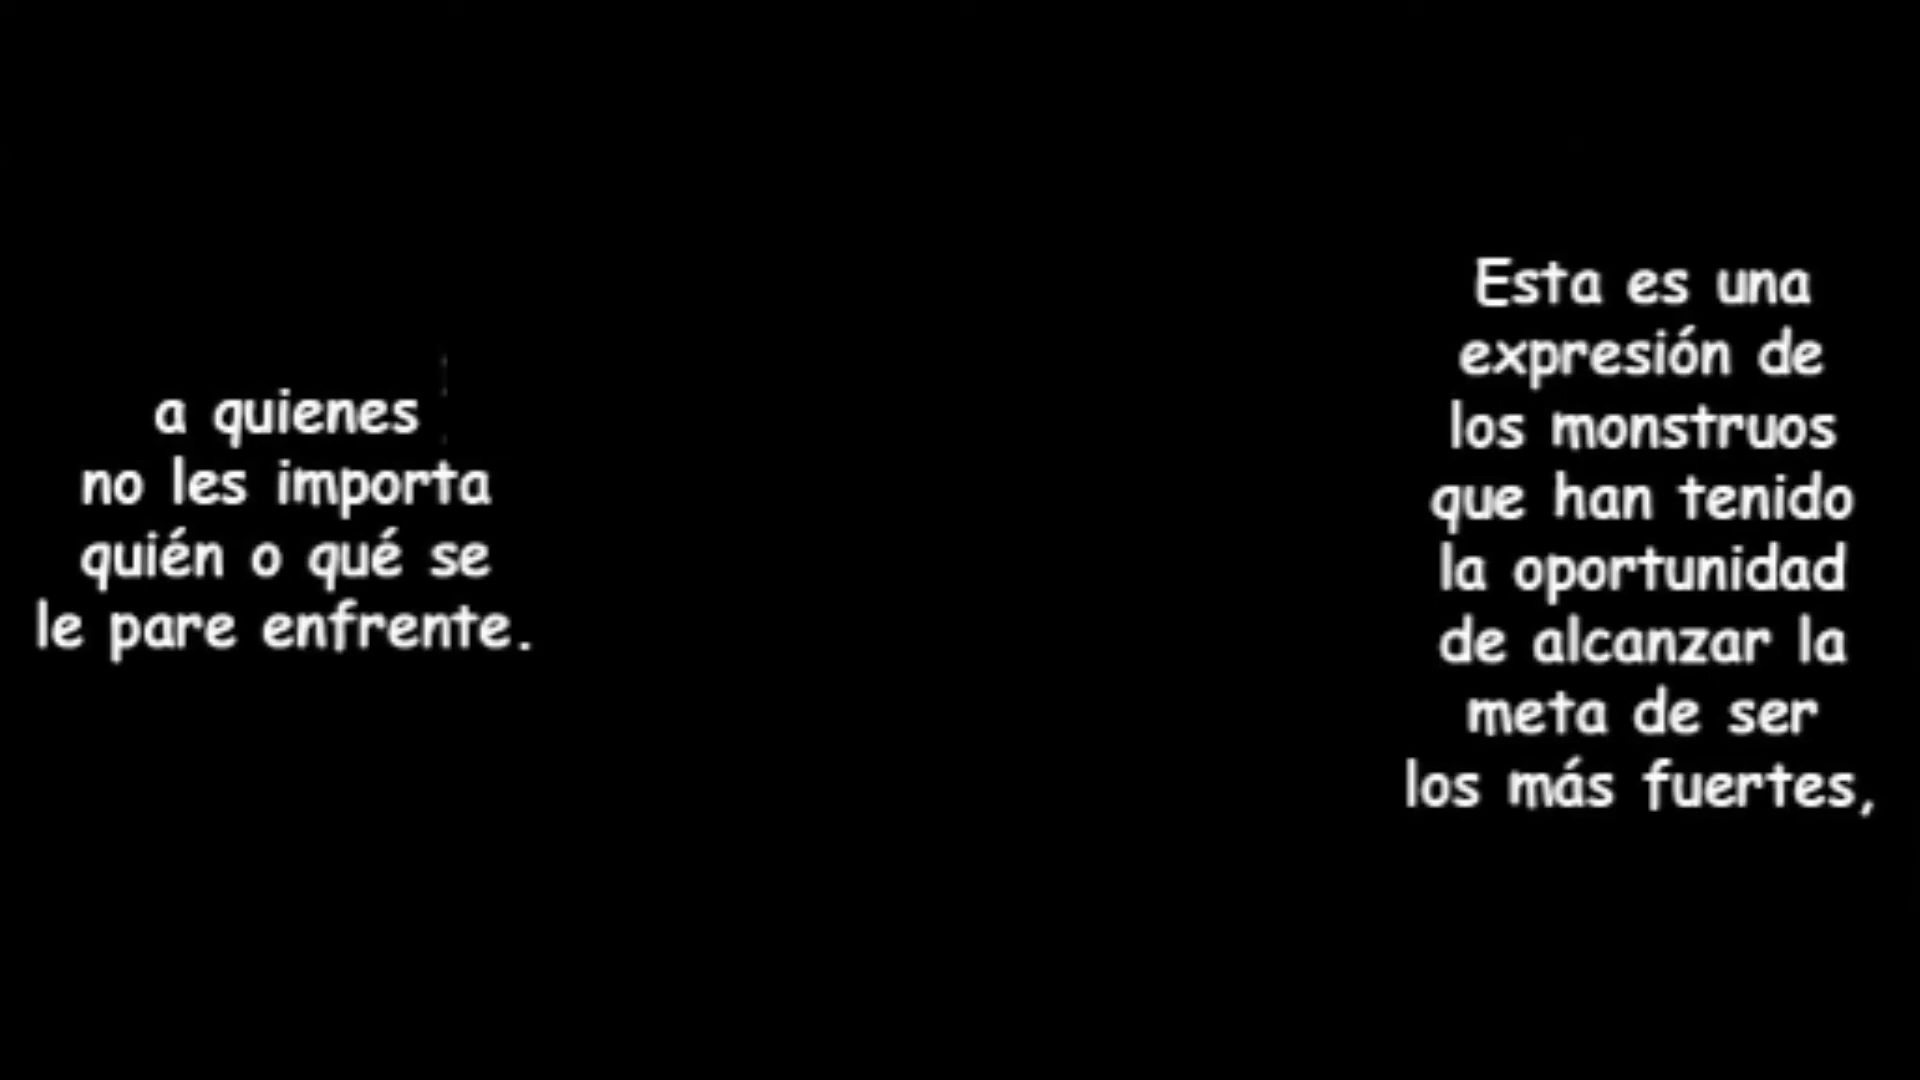 Esta es una
expresión de
los monstruos
que han tenido
la oportunidad
de alcanzar la
meta de ser
los más fuertes,
a quienes
no les importa
quién o qué se
le pare enfrente.